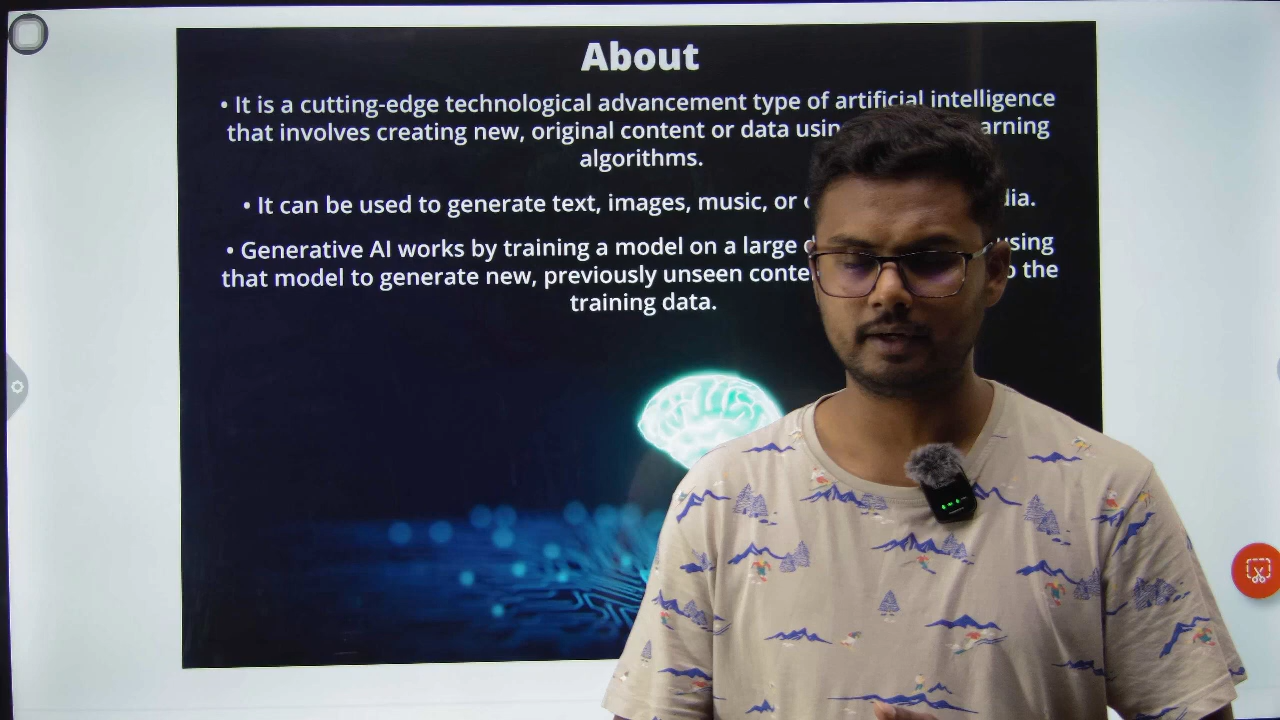 About
• It is a cutting-edge technological advancement type of artificial intelligence
that involves creating new, original content or data
algorithms.
• It can be used to generate text, images, music, or
• Generative AI works by training a model on a large using
that model to generate new, previously unseen the
training data.